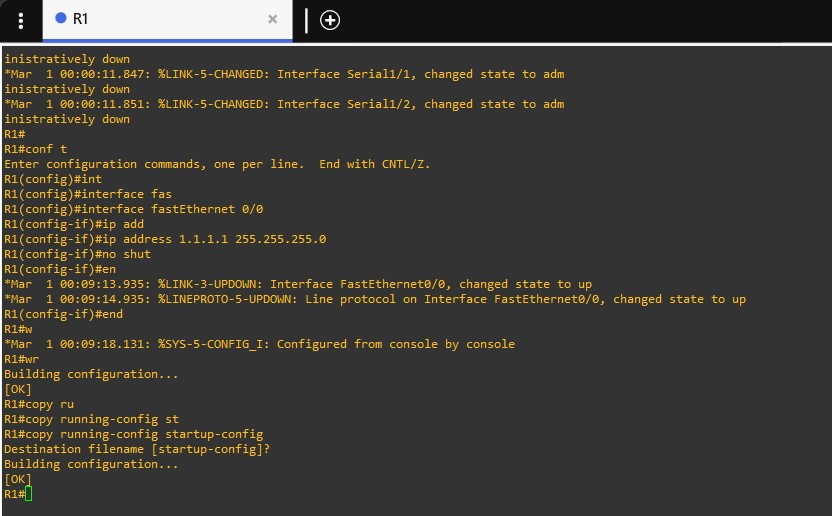 R1
inistratively down
*Mar  1 00:00:11.847: %LINK-5-CHANGED: Interface Serial1/1, changed state to adm
inistratively down
*Mar  1 00:00:11.851: %LINK-5-CHANGED: Interface Serial1/2, changed state to adm
inistratively down
R1#
R1#conf t
Enter configuration commands, one per line.  End with CNTL/Z.
R1(config)#int
R1(config)#interface fas
R1(config)#interface fastEthernet 0/0
R1(config-if)#ip add
R1(config-if)#ip address 1.1.1.1 255.255.255.0
R1(config-if)#no shut
R1(config-if)#en
*Mar  1 00:09:13.935: %LINK-3-UPDOWN: Interface FastEthernet0/0, changed state to up
*Mar  1 00:09:14.935: %LINEPROTO-5-UPDOWN: Line protocol on Interface FastEthernet0/0, changed state to up
R1(config-if)#end
R1#w
*Mar  1 00:09:18.131: %SYS-5-CONFIG_I: Configured from console by console
R1#wr
Building configuration...
[OK]
R1#copy ru
R1#copy running-config st
R1#copy running-config startup-config
Destination filename [startup-config]?
Building configuration...
[OK]
R1#